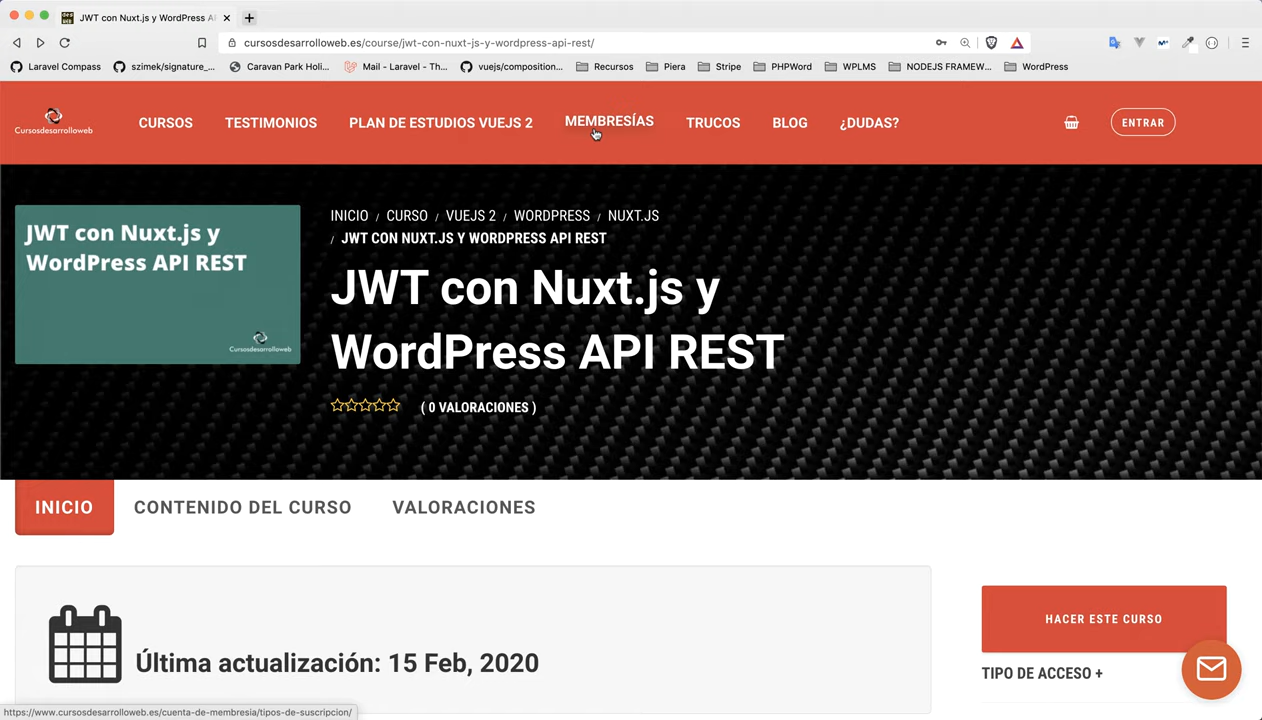 JWT con Nuxt.js y WordPress AP
cursosdesarrolloweb.es/course/jwt-con-nuxt-js-y-wordpress-api-rest/
Laravel Compass
szimek/signature_...
Caravan Park Holi...
Mail - Laravel - Th...
vuejs/composition...
Recursos
Piera
Stripe
PHPWord
WPLMS
NODEJS FRAMEW...
WordPress
Cursosdesarrolloweb
CURSOS
TESTIMONIOS
PLAN DE ESTUDIOS VUEJS 2
MEMBRESÍAS
TRUCOS
BLOG
¿DUDAS?
ENTRAR
JWT con Nuxt.js y
WordPress API REST
Cursosdesarrolloweb
INICIO / CURSO / VUEJS 2 / WORDPRESS / NUXT.JS
/ JWT CON NUXT.JS Y WORDPRESS API REST
JWT con Nuxt.js y
WordPress API REST
( 0 VALORACIONES )
INICIO
CONTENIDO DEL CURSO
VALORACIONES
Última actualización: 15 Feb, 2020
HACER ESTE CURSO
TIPO DE ACCESO +
https://www.cursosdesarrolloweb.es/cuenta-de-membresia/tipos-de-suscripcion/